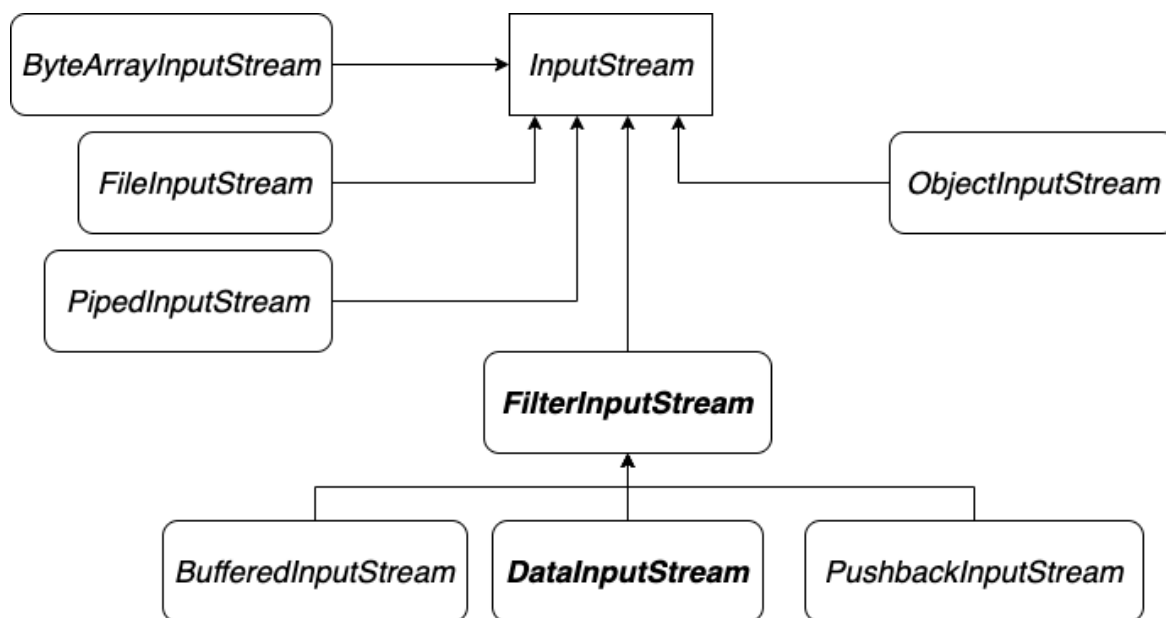 ByteArrayInputStream
InputStream
FileInputStream
ObjectInputStream
PipedInputStream
FilterInputStream
BufferedInputStream
DataInputStream
PushbackInputStream